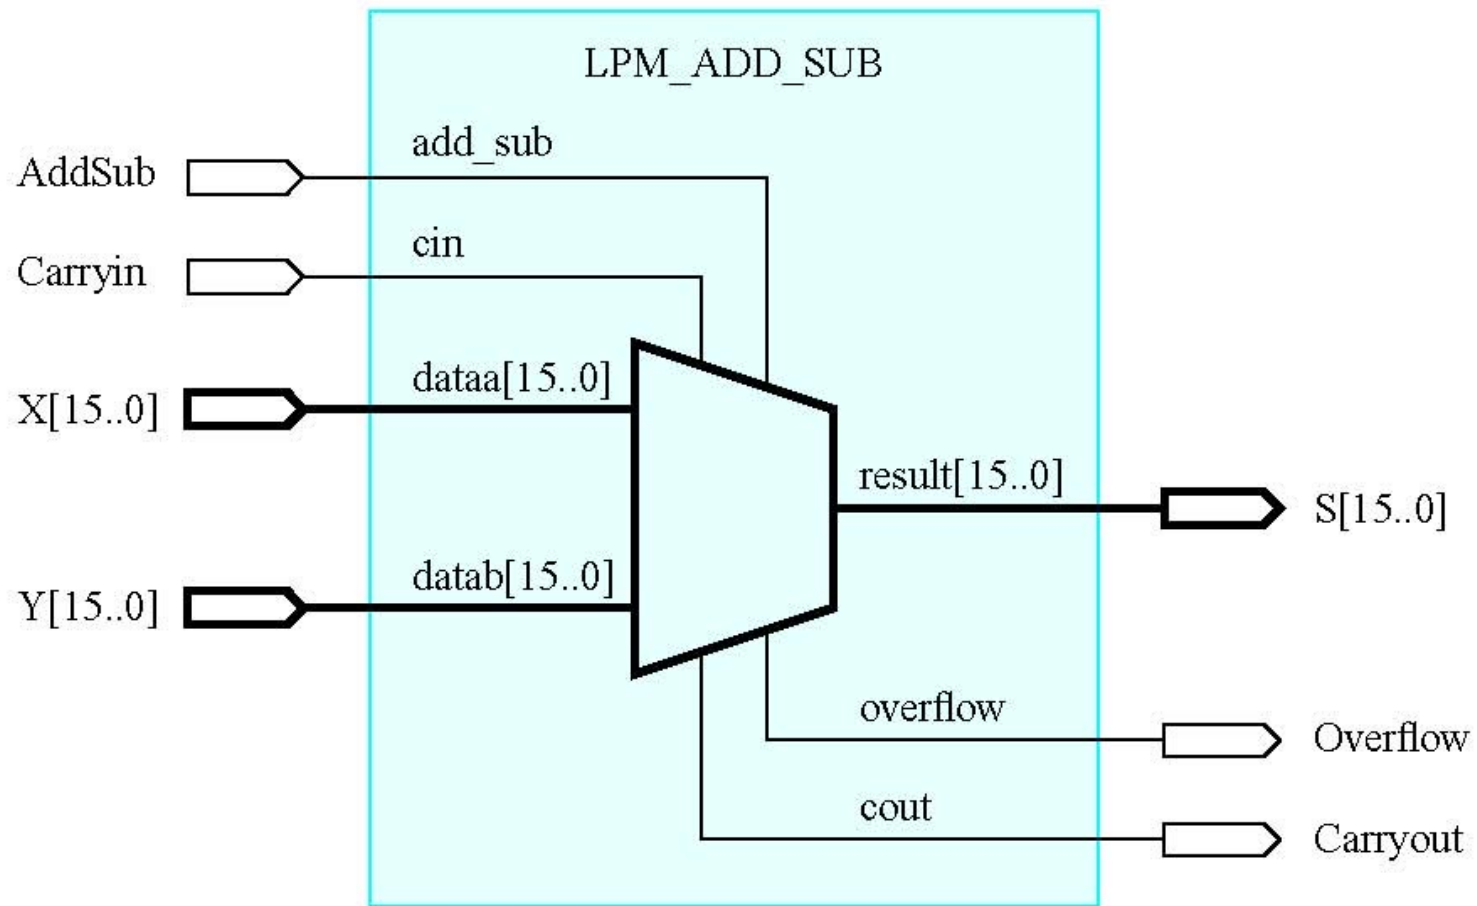 LPM_ADD_SUB
AddSub
add_sub
Carryin
cin
X[15..0]
dataa[15..0]
result[15..0]
S[15..0]
Y[15..0]
datab[15..0]
overflow
Overflow
cout
Carryout